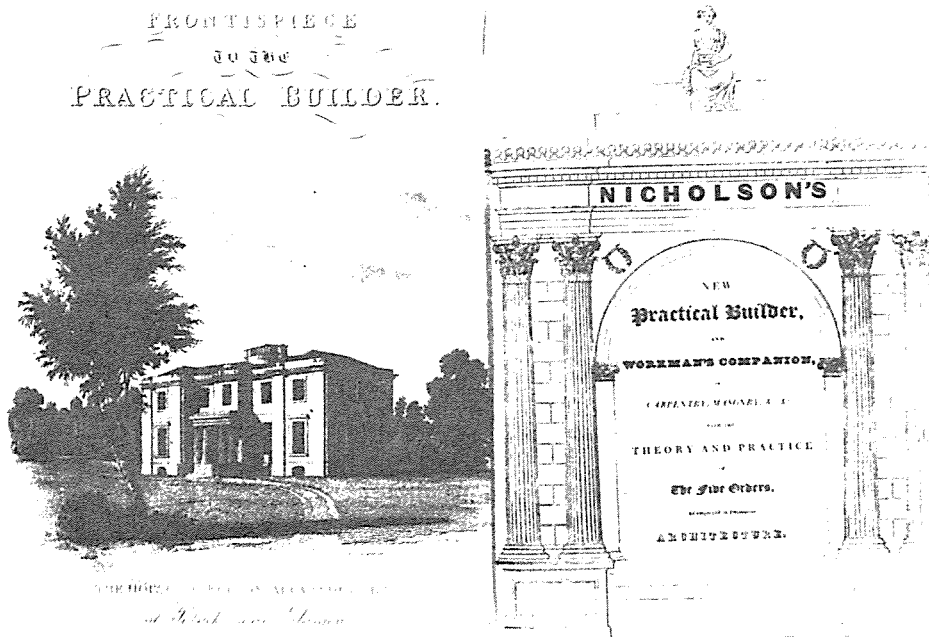 FRONTISPIECE
TO THE
PRACTICAL BUILDER.
NICHOLSON'S
NEW
Practical Builder,
AND
WORKMAN'S COMPANION,
CARPENTRY, MASONRY,
THEORY AND PRACTICE
The Five Orders,
ARCHITECTURE.